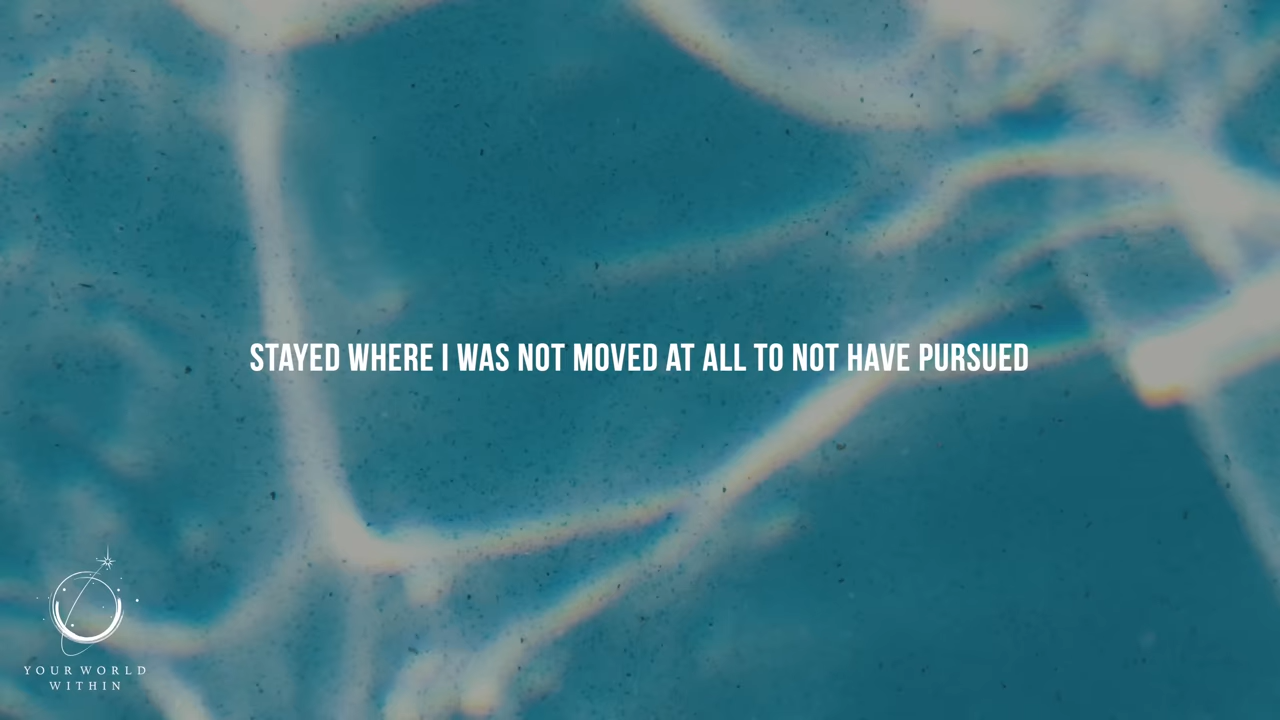 STAYED WHERE I WAS NOT MOVED AT ALL TO NOT HAVE PURSUED
YOUR WORLD
WITHIN